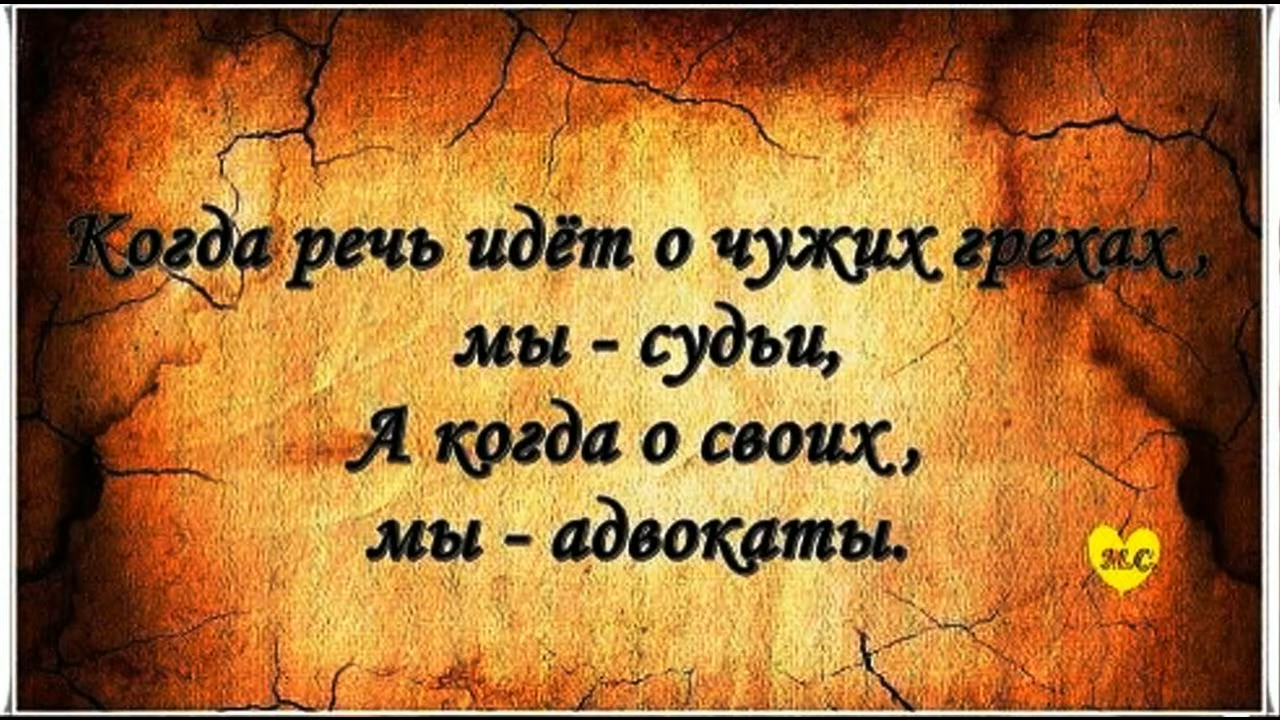 Когда речь идёт о чужих грехах ,
мы - судьи,
А когда о своих ,
мы - адвокаты.
М.С.